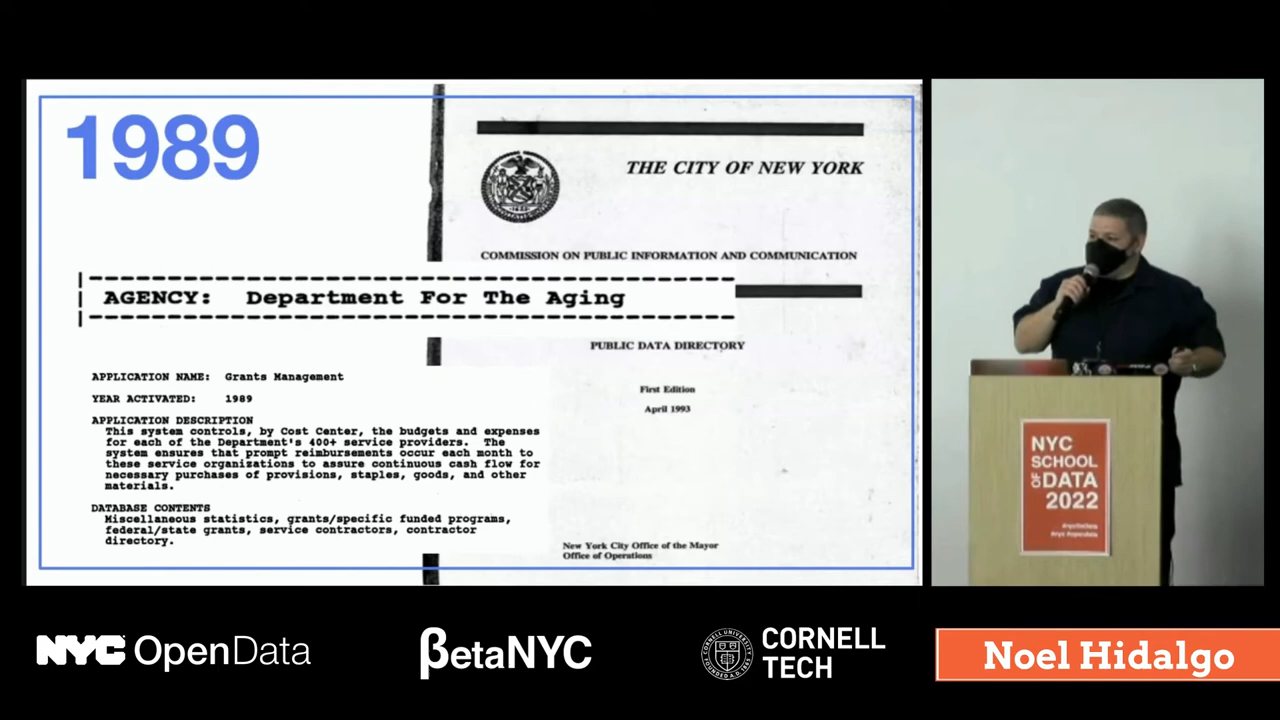 1989
THE CITY OF NEW YORK
COMMISSION ON PUBLIC INFORMATION AND COMMUNICATION
AGENCY: Department For The Aging
PUBLIC DATA DIRECTORY
First Edition
April 1993
APPLICATION NAME: Grants Management
YEAR ACTIVATED: 1989
APPLICATION DESCRIPTION
This system controls, by Cost Center, the budgets and expenses
for each of the Department's 400+ service providers. The
system ensures that prompt reimbursements occur each month to
these service organizations to assure continuous cash flow for
necessary purchases of provisions, staples, goods, and other
materials.
DATABASE CONTENTS
Miscellaneous statistics, grants/specific funded programs,
federal/state grants, service contractors, contractor
directory.
New York City Office of the Mayor
Office of Operations
NYC
SCHOOL
OF DATA
2022
NYC OpenData
βetaNYC
CORNELL
TECH
Noel Hidalgo